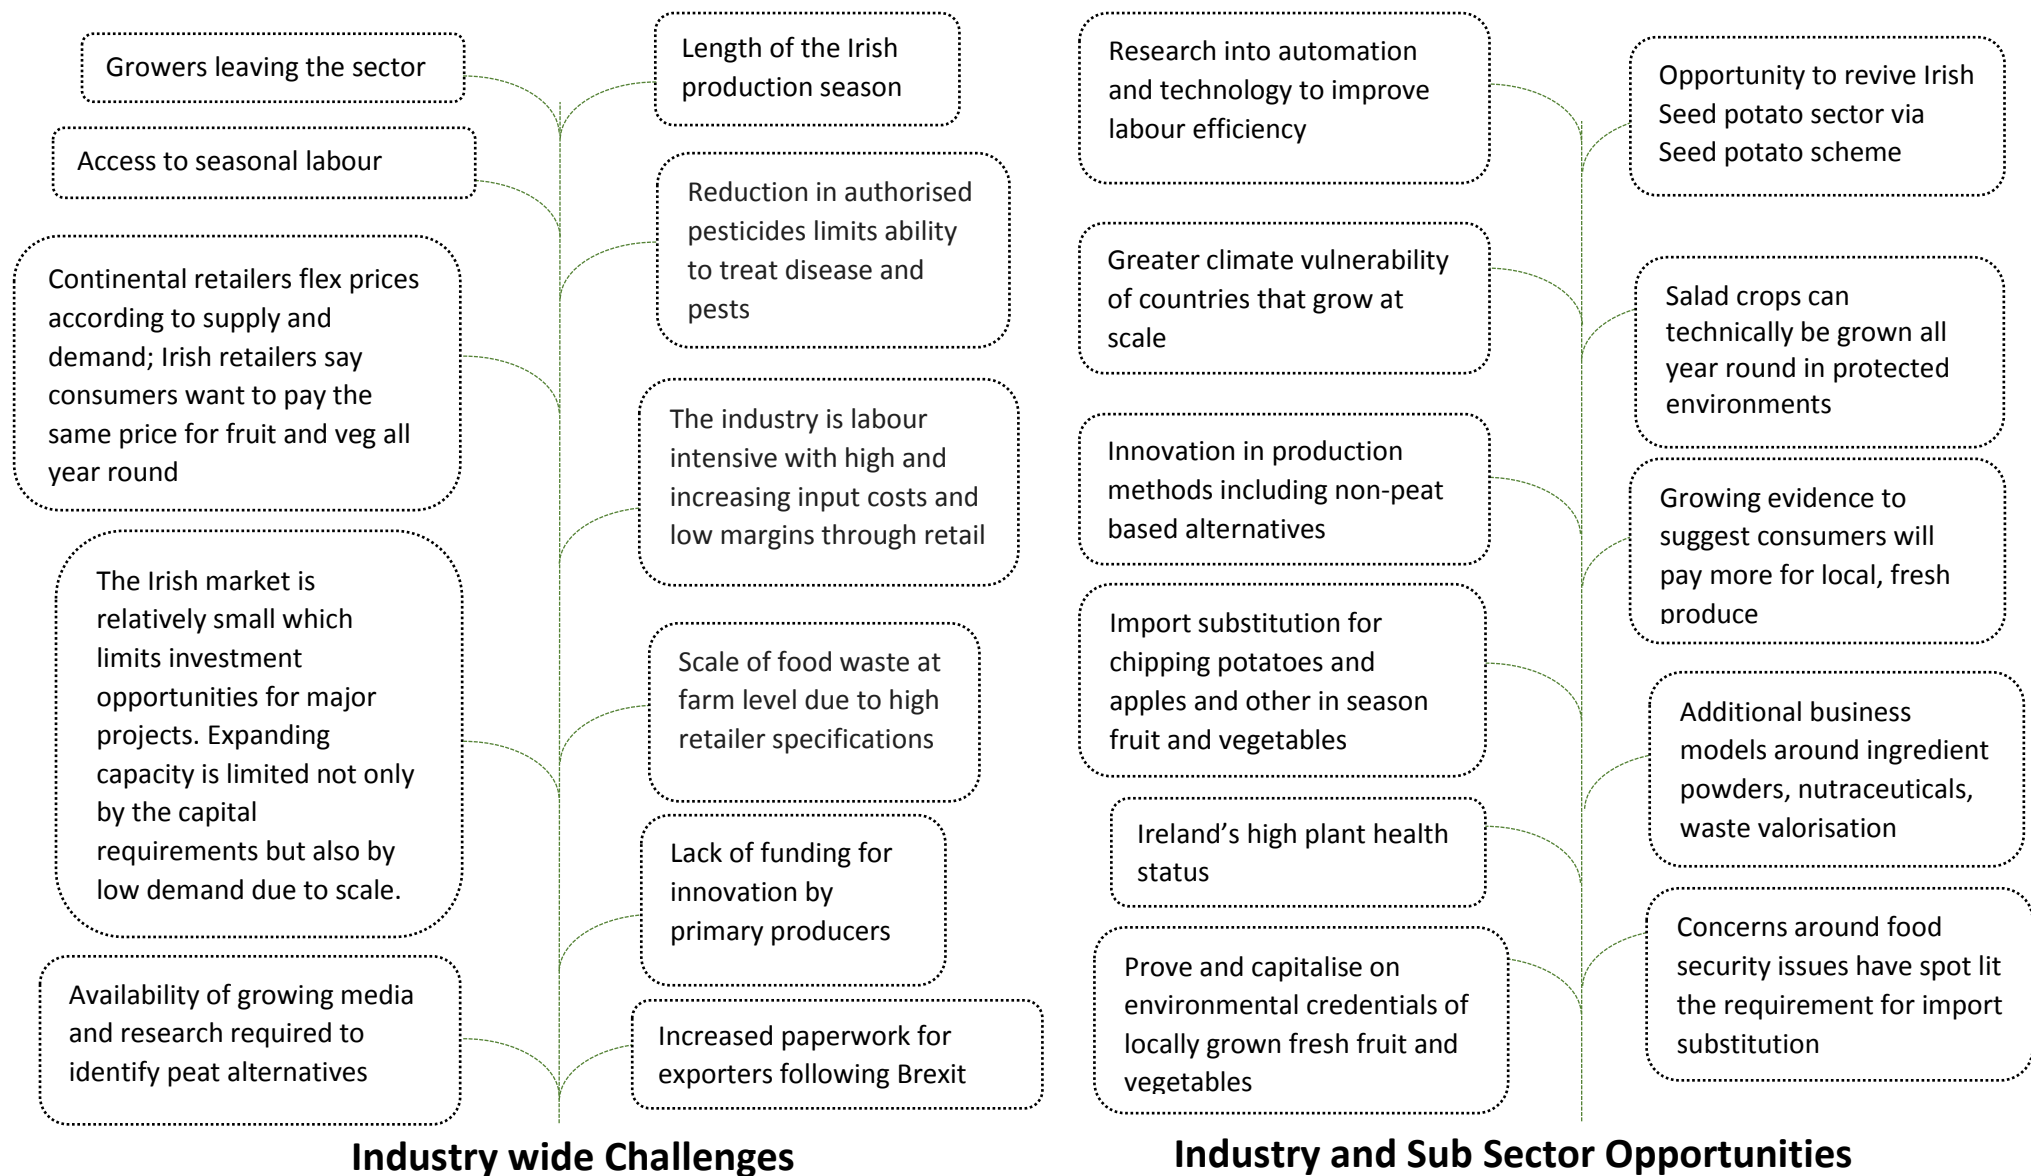 Growers leaving the sector
Access to seasonal labour
Continental retailers flex prices
according to supply and
demand; Irish retailers say
consumers want to pay the
same price for fruit and veg all
year round
The Irish market is
relatively small which
limits investment
opportunities for major
projects. Expanding
capacity is limited not only
by the capital
requirements but also by
low demand due to scale.
Availability of growing media
and research required to
identify peat alternatives
Length of the Irish
production season
Reduction in authorised
pesticides limits ability
to treat disease and
pests
The industry is labour
intensive with high and
increasing input costs and
low margins through retail
Scale of food waste at
farm level due to high
retailer specifications
Lack of funding for
innovation by
primary producers
Increased paperwork for
exporters following Brexit
Industry wide Challenges
Research into automation
and technology to improve
labour efficiency
Greater climate vulnerability
of countries that grow at
scale
Innovation in production
methods including non-peat
based alternatives
Import substitution for
chipping potatoes and
apples and other in season
fruit and vegetables
Ireland’s high plant health
status
Prove and capitalise on
environmental credentials of
locally grown fresh fruit and
vegetables
Opportunity to revive Irish
Seed potato sector via
Seed potato scheme
Salad crops can
technically be grown all
year round in protected
environments
Growing evidence to
suggest consumers will
pay more for local, fresh
produce
Additional business
models around ingredient
powders, nutraceuticals,
waste valorisation
Concerns around food
security issues have spot lit
the requirement for import
substitution
Industry and Sub Sector Opportunities